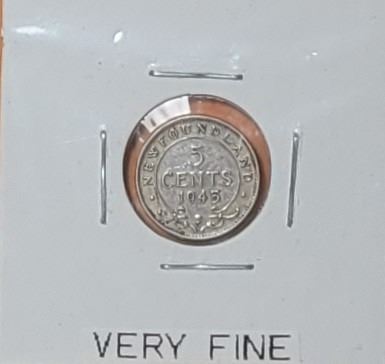 NEWFOUNDLAND
5
CENTS
1945
VERY FINE